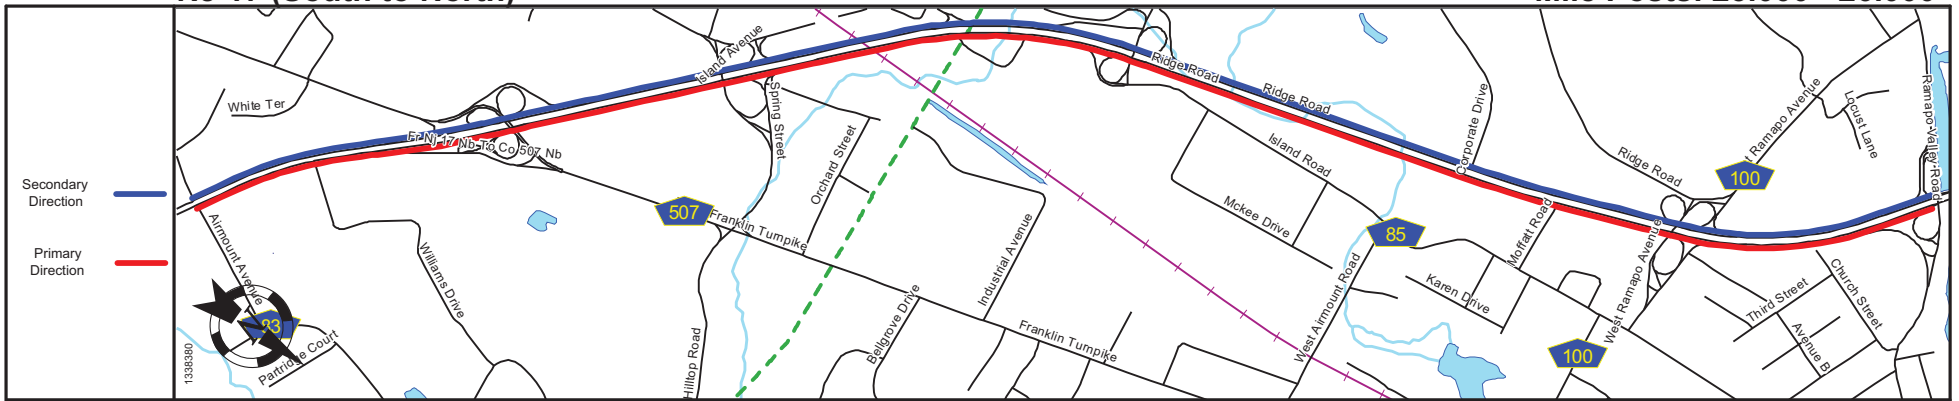 Secondary
Direction
Primary
Direction
White Ter
Fr Nj 17 Nb To Co 507 Nb
Island Avenue
Spring Street
Orchard Street
507
Franklin Turnpike
Airmount Avenue
Williams Drive
83
Partridge Court
1338380
Hilltop Road
Bellgrove Drive
Industrial Avenue
Franklin Turnpike
Ridge Road
Ridge Road
Island Road
Mckee Drive
85
West Airmount Road
Karen Drive
Corporate Drive
Moffatt Road
Ridge Road
100
t Ramapo Avenue
Locust Lane
Ramapo Valley Road
West Ramapo Avenue
100
Third Street
Church Street
Avenue B